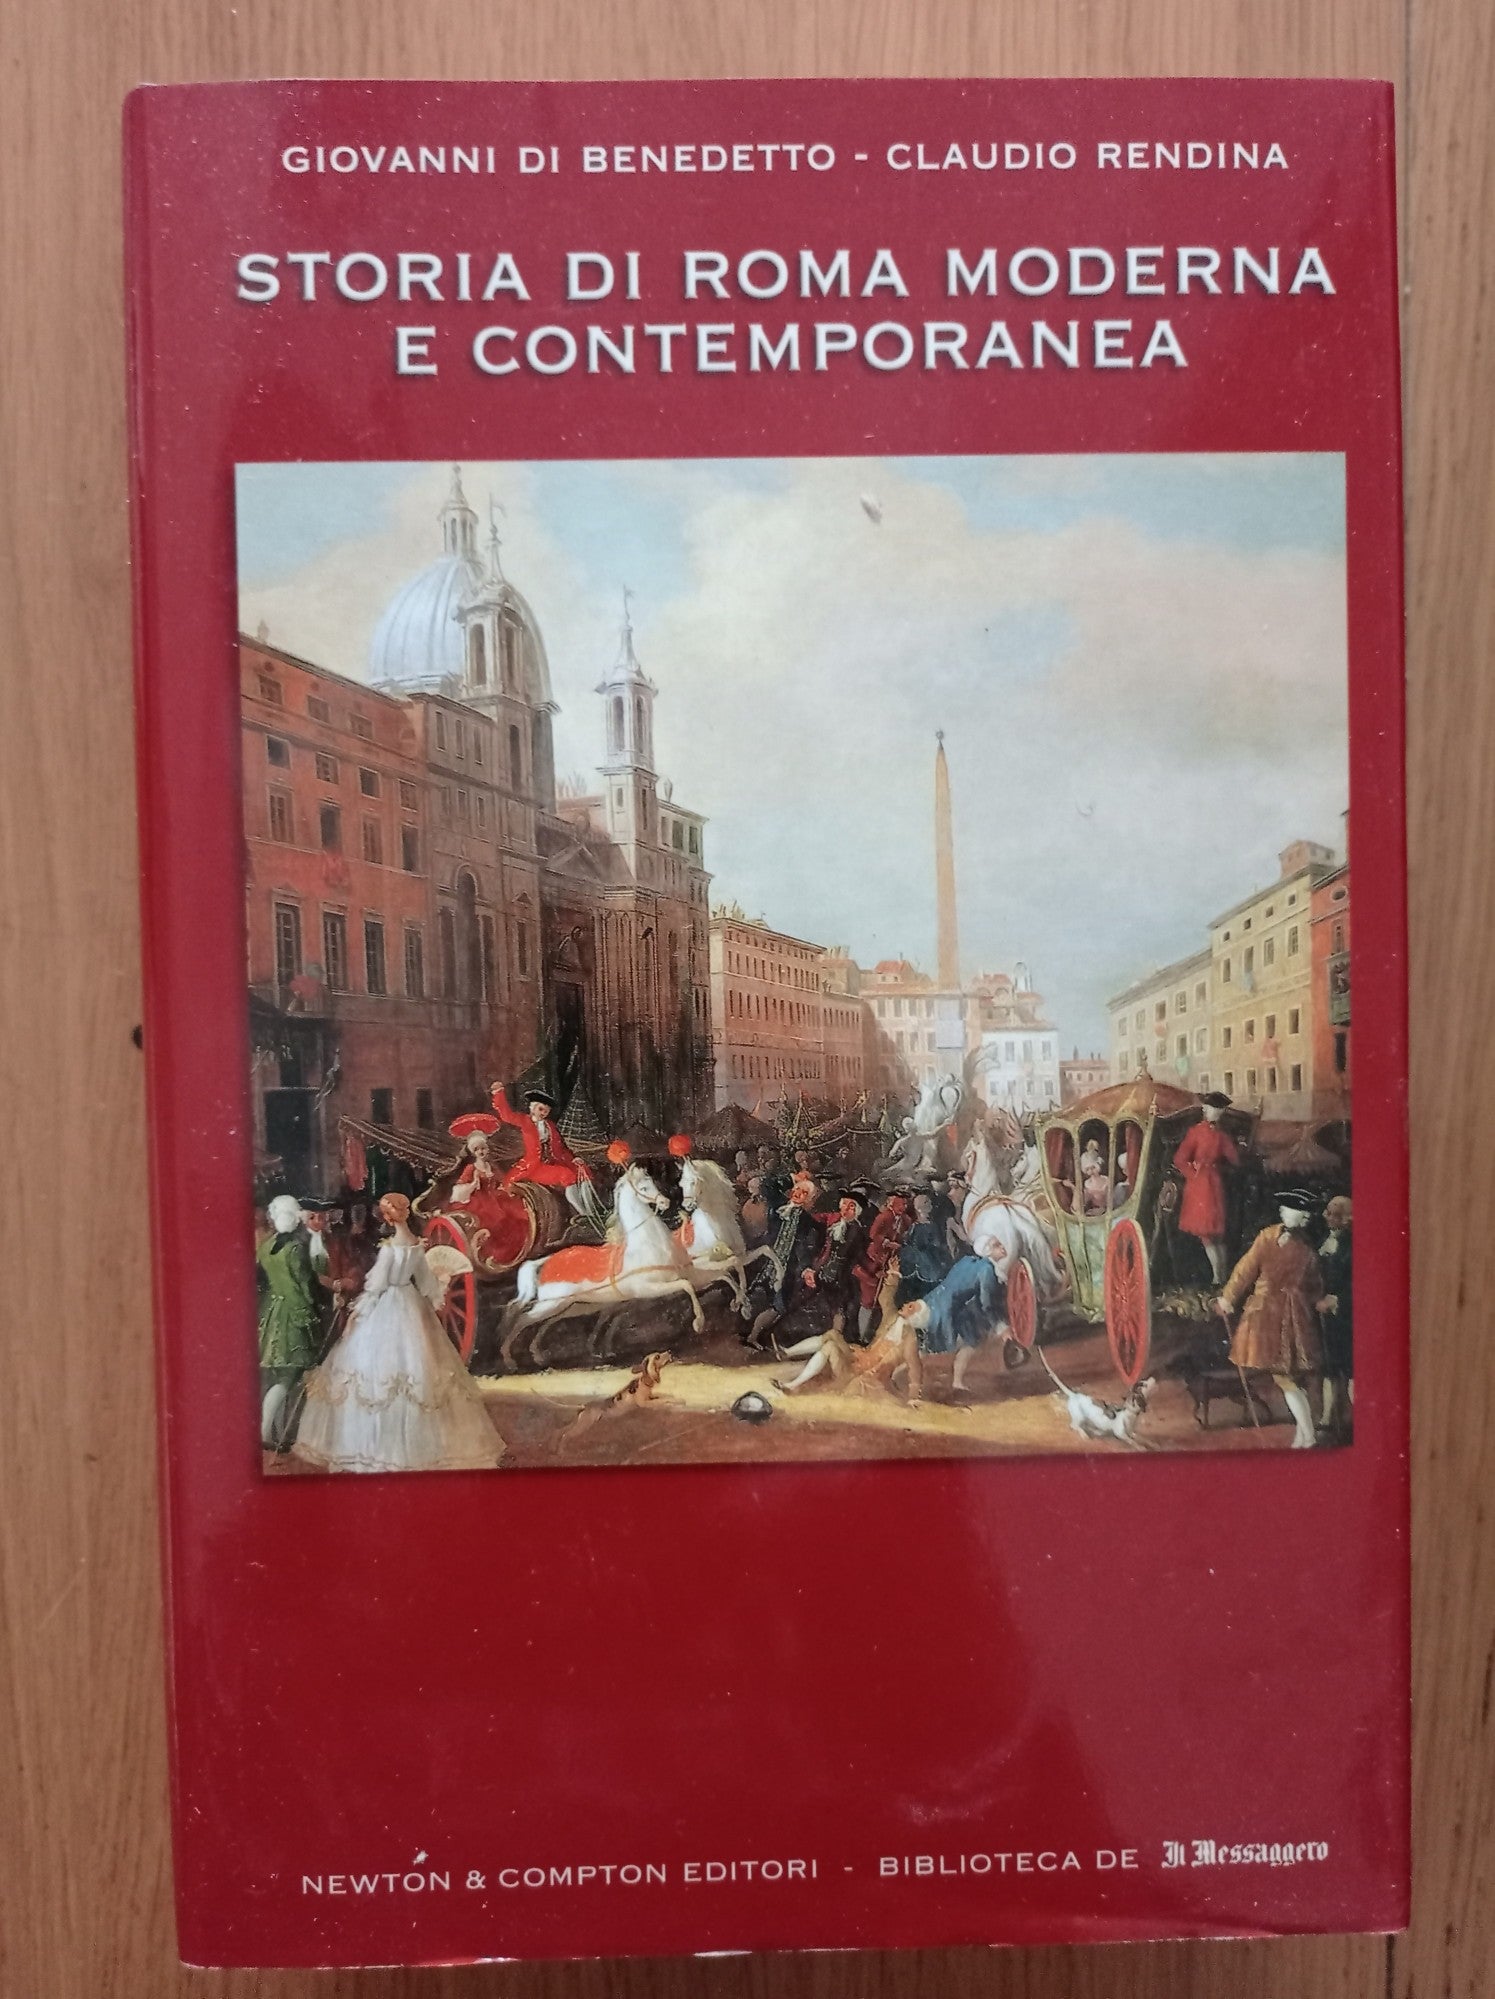 GIOVANNI DI BENEDETTO - CLAUDIO RENDINA
STORIA DI ROMA MODERNA
E CONTEMPORANEA
NEWTON & COMPTON EDITORI - BIBLIOTECA DE Il Messaggero